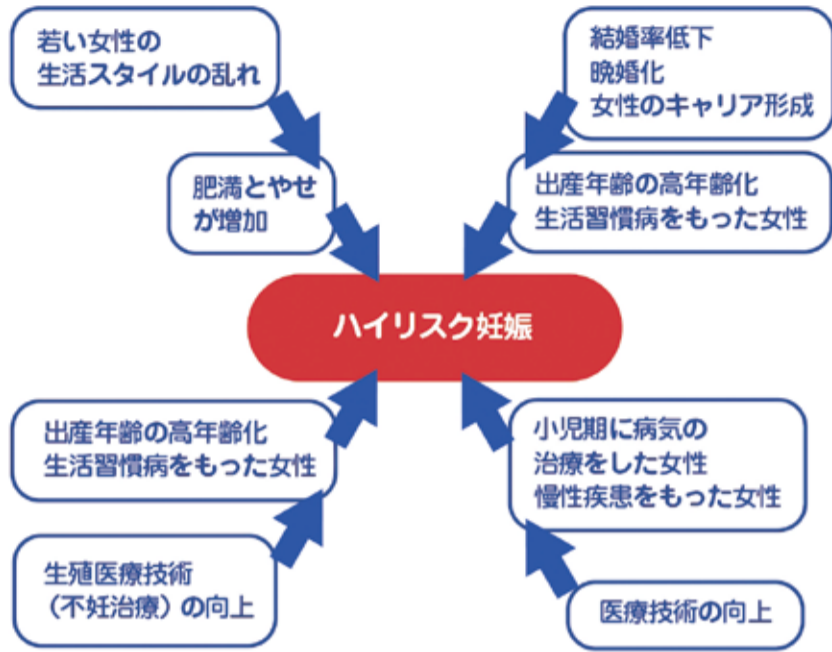 若い女性の
生活スタイルの乱れ
結婚率低下
晩婚化
女性のキャリア形成
肥満とやせ
が増加
出産年齢の高年齢化
生活習慣病をもった女性
ハイリスク妊娠
出産年齢の高年齢化
生活習慣病をもった女性
小児期に病気の
治療をした女性
慢性疾患をもった女性
生殖医療技術
（不妊治療）の向上
医療技術の向上